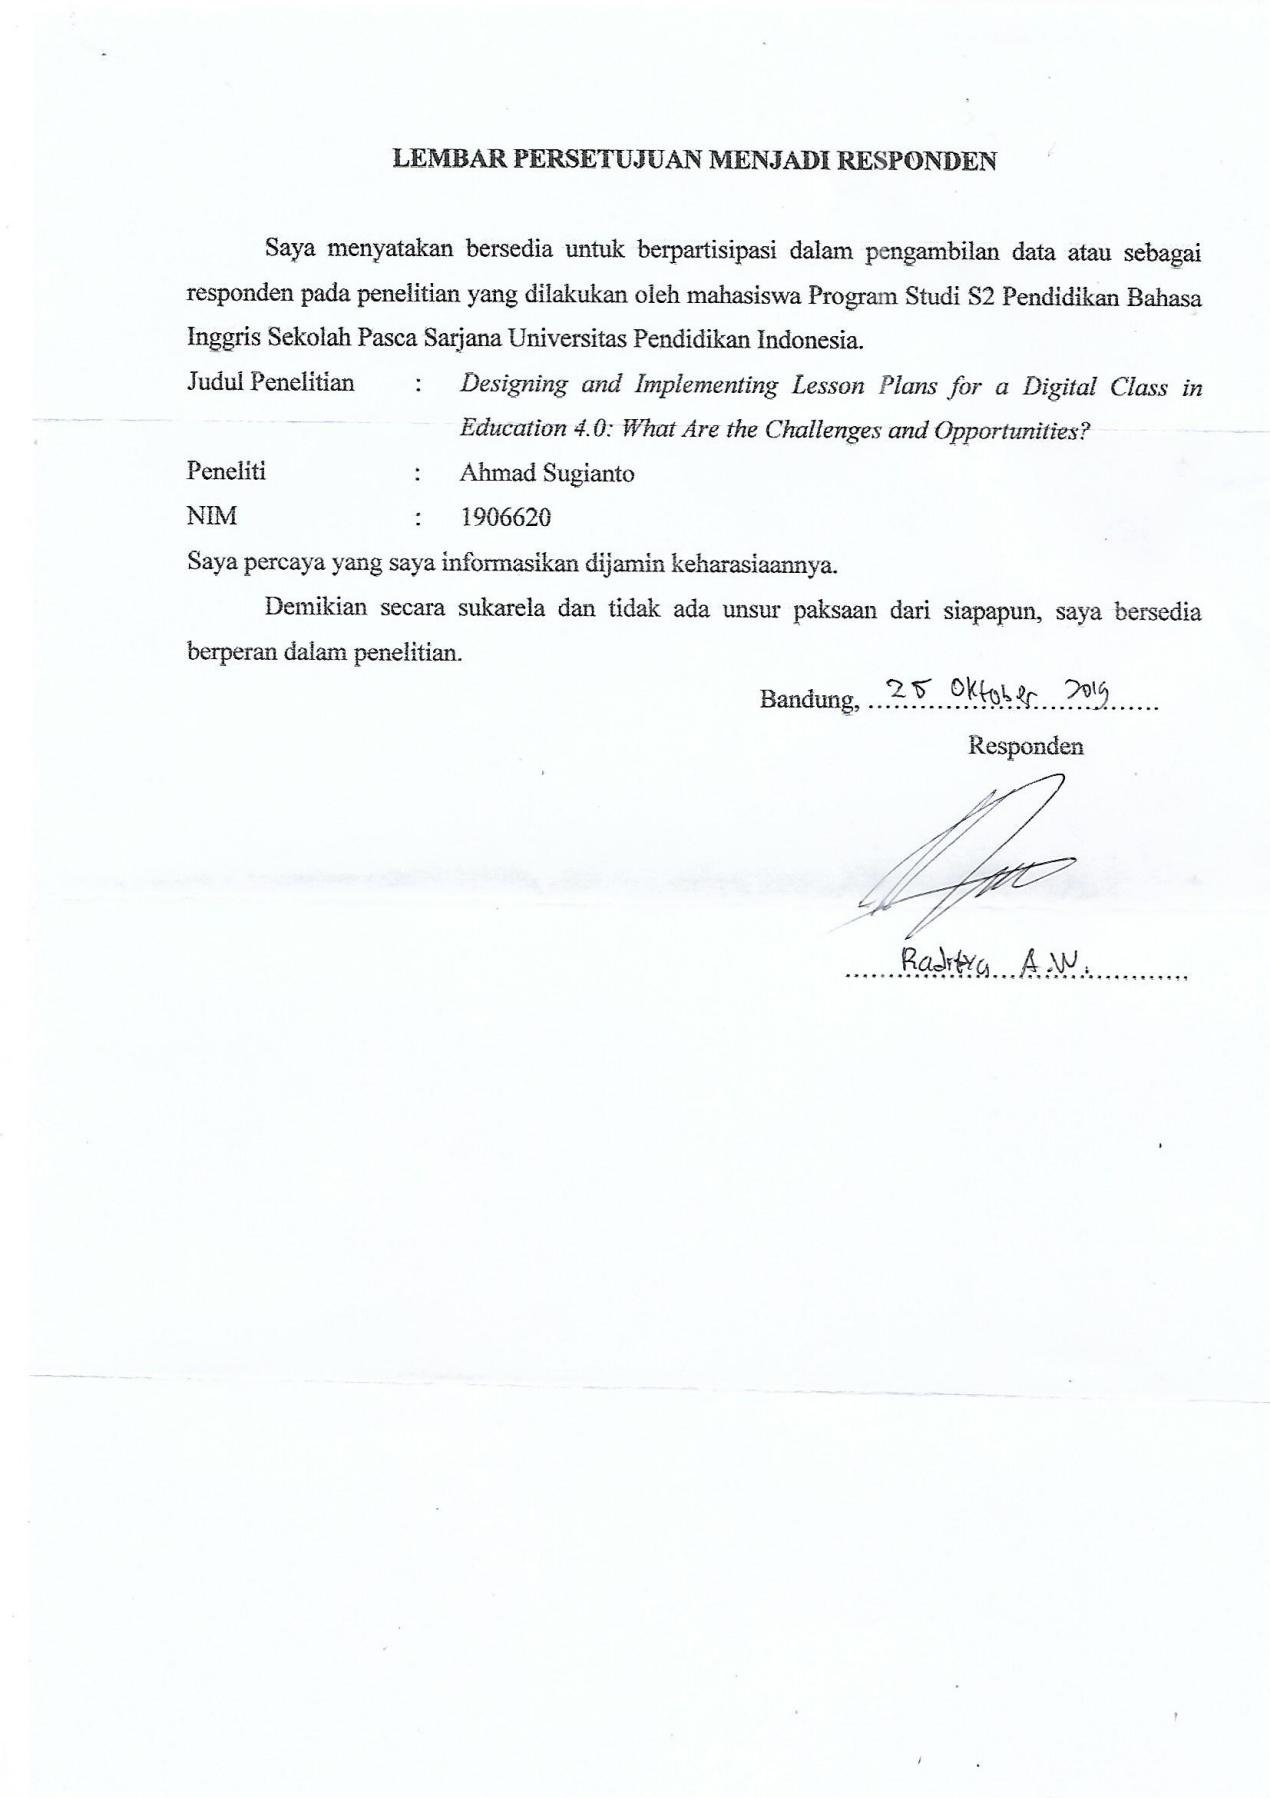 LEMBAR PERSETUJUAN MENJADI RESPONDEN
Saya menyatakan bersedia untuk berpartisipasi dalam pengambilan data atau sebagai
responden pada penelitian yang dilakukan oleh mahasiswa Program Studi S2 Pendidikan Bahasa
Inggris Sekolah Pasca Sarjana Universitas Pendidikan Indonesia.
Judul Penelitian : Designing and Implementing Lesson Plans for a Digital Class in
Education 4.0: What Are the Challenges and Opportunities?
Peneliti : Ahmad Sugianto
NIM : 1906620
Saya percaya yang saya informasikan dijamin keharasiaannya.
Demikian secara sukarela dan tidak ada unsur paksaan dari siapapun, saya bersedia
berperan dalam penelitian.
Bandung, 25 Oktober 2019
Responden
Raditya A.W.